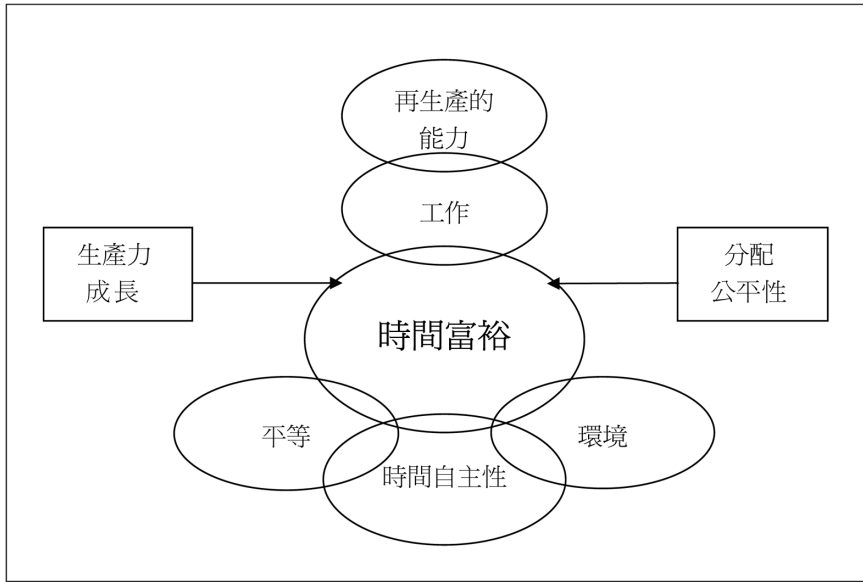 再生產的
能力
工作
生產力
成長
分配
公平性
時間富裕
平等
環境
時間自主性